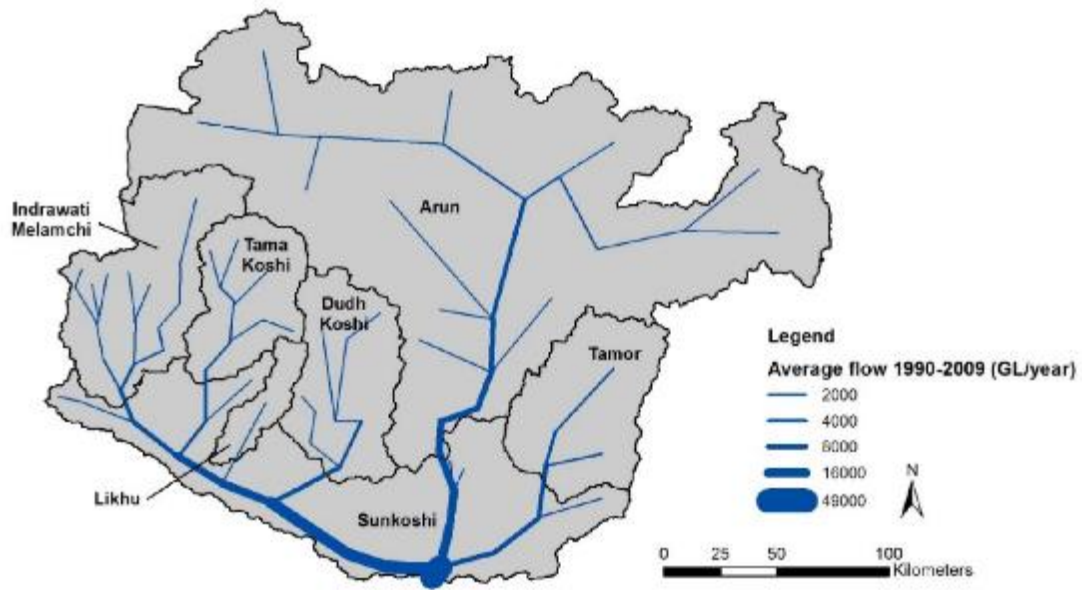 Arun
Indrawati
Melamchi
Tama
Koshi
Dudh
Koshi
Tamor
Likhu
Sunkoshi
Legend
Average flow 1990-2009 (GL/year)
2000
4000
8000
16000
49000
N
0 25 50 100
Kilometers